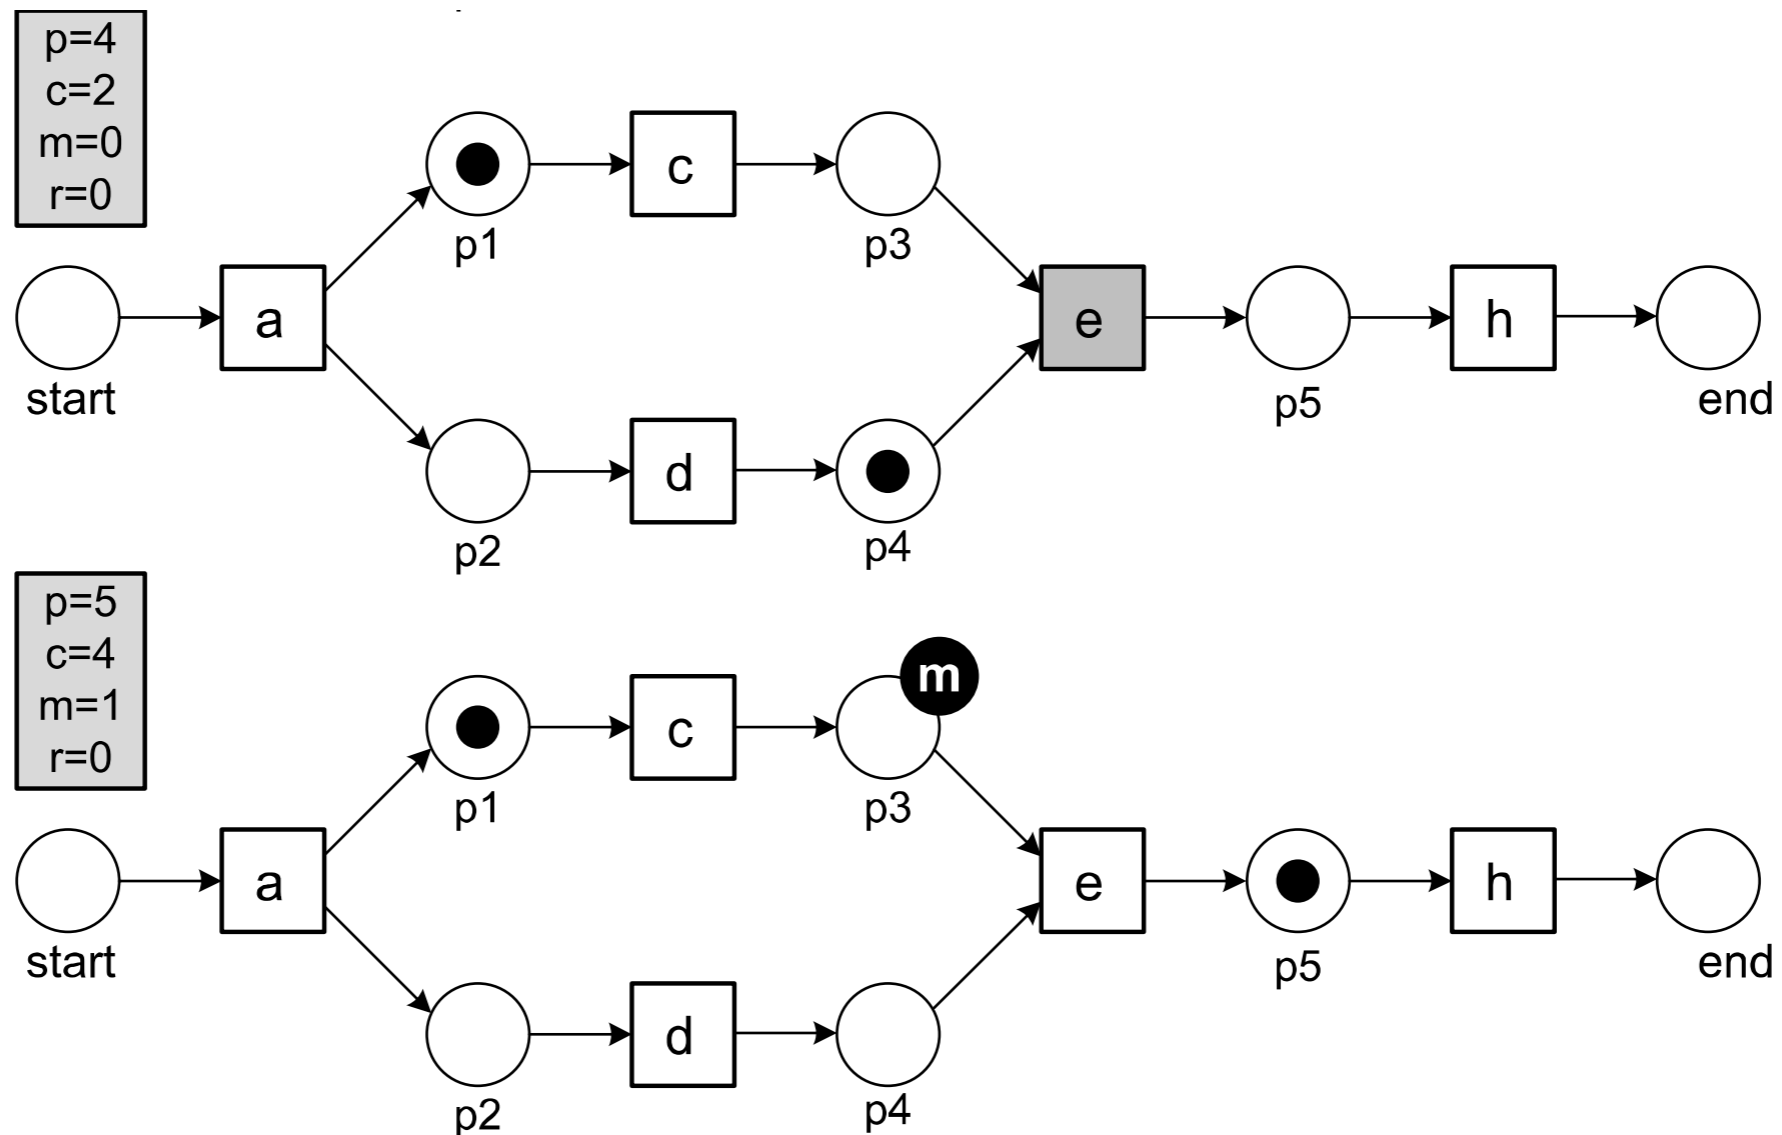 p=4
c=2
m=0
r=0
c
p1
p3
a
e
h
start
p5
end
d
p2
p4
p=5
c=4
m=1
r=0
m
c
p1
p3
a
e
h
start
p5
end
d
p2
p4